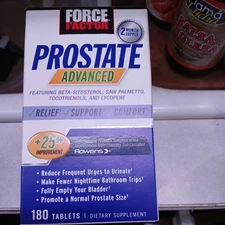 FORCE
FACTOR
2
MONTH
SUPPLY
PROSTATE
ADVANCED
FEATURING BETA-SITOSTEROL, SAW PALMETTO,
TOCOTRIENOLS, AND LYCOPENE
✓RELIEF ✓SUPPORT ✓COMFORT
+25%
IMPROVEMENT
Flowens
• Reduce Frequent Urges to Urinate†
• Make Fewer Nighttime Bathroom Trips†
• Fully Empty Your Bladder†
• Promote a Normal Prostate Size†
180 TABLETS | DIETARY SUPPLEMENT